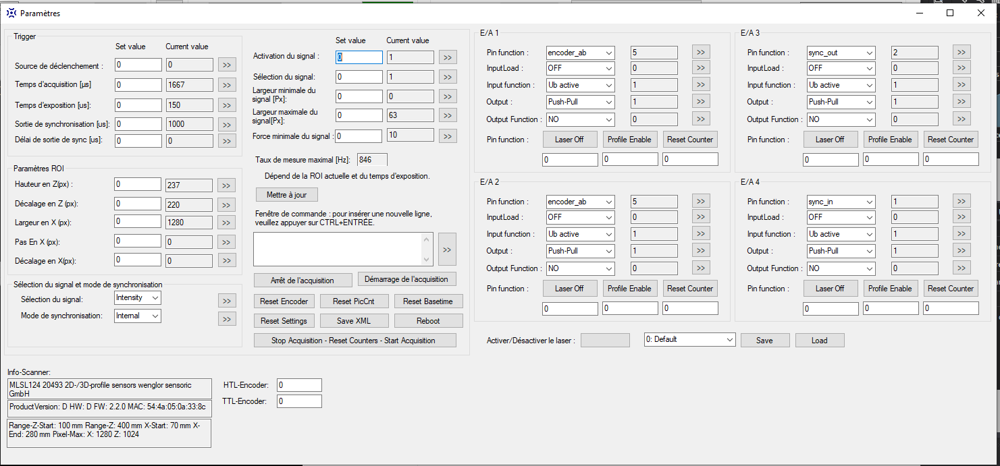 Paramètres
Trigger
Set value Current value
Source de déclenchement : 0 0 >>
Temps d'acquisition [µs] 0 1667 >>
Temps d'exposition [us]: 0 150 >>
Sortie de synchronisation [us]: 0 1000 >>
Délai de sortie de sync [us]: 0 0 >>
Paramètres ROI
Hauteur en Z(px) : 0 237 >>
Décalage en Z (px): 0 220 >>
Largeur en X (px): 0 1280 >>
Pas En X (px): 0 0 >>
Décalage en X(px): 0 0 >>
Sélection du signal et mode de synchronisation
Sélection du signal: Intensity >>
Mode de synchronisation: Internal >>
Set value Current value
Activation du signal : 0 1 >>
Sélection du signal: 0 1 >>
Largeur minimale du
signal [Px]: 0 0 >>
Largeur maximale du
signal[Px]: 0 63 >>
Force minimale du signal : 0 10 >>
Taux de mesure maximal [Hz]: 846
Dépend de la ROI actuelle et du temps d'exposition.
Mettre à jour
Fenêtre de commande : pour insérer une nouvelle ligne,
veuillez appuyer sur CTRL+ENTRÉE.
>>
Arrêt de l'acquisition Démarrage de l'acquisition
Reset Encoder Reset PicCnt Reset Basetime
Reset Settings Save XML Reboot
Stop Acquisition - Reset Counters - Start Acquisition
E/A 1
Pin function : encoder_ab 5 >>
InputLoad : OFF 0 >>
Input function : Ub active 1 >>
Output : Push-Pull 1 >>
Output Function : NO 0 >>
Pin function : Laser Off Profile Enable Reset Counter
0 0 0
E/A 2
Pin function : encoder_ab 5 >>
InputLoad : OFF 0 >>
Input function : Ub active 1 >>
Output : Push-Pull 1 >>
Output Function : NO 0 >>
Pin function : Laser Off Profile Enable Reset Counter
0 0 0
E/A 3
Pin function : sync_out 2 >>
InputLoad : OFF 0 >>
Input function : Ub active 1 >>
Output : Push-Pull 1 >>
Output Function : NO 0 >>
Pin function : Laser Off Profile Enable Reset Counter
0 0 0
E/A 4
Pin function : sync_in 1 >>
InputLoad : OFF 0 >>
Input function : Ub active 1 >>
Output : Push-Pull 1 >>
Output Function : NO 0 >>
Pin function : Laser Off Profile Enable Reset Counter
0 0 0
Activer/Désactiver le laser : 0: Default Save Load
Info-Scanner:
MLSL124 20493 2D-/3D-profile sensors wenglor sensoric
GmbH
ProductVersion: D HW: D FW: 2.2.0 MAC: 54:4a:05:0a:33:8c
Range-Z-Start: 100 mm Range-Z: 400 mm X-Start: 70 mm X-
End: 280 mm Pixel-Max: X: 1280 Z: 1024
HTL-Encoder: 0
TTL-Encoder: 0